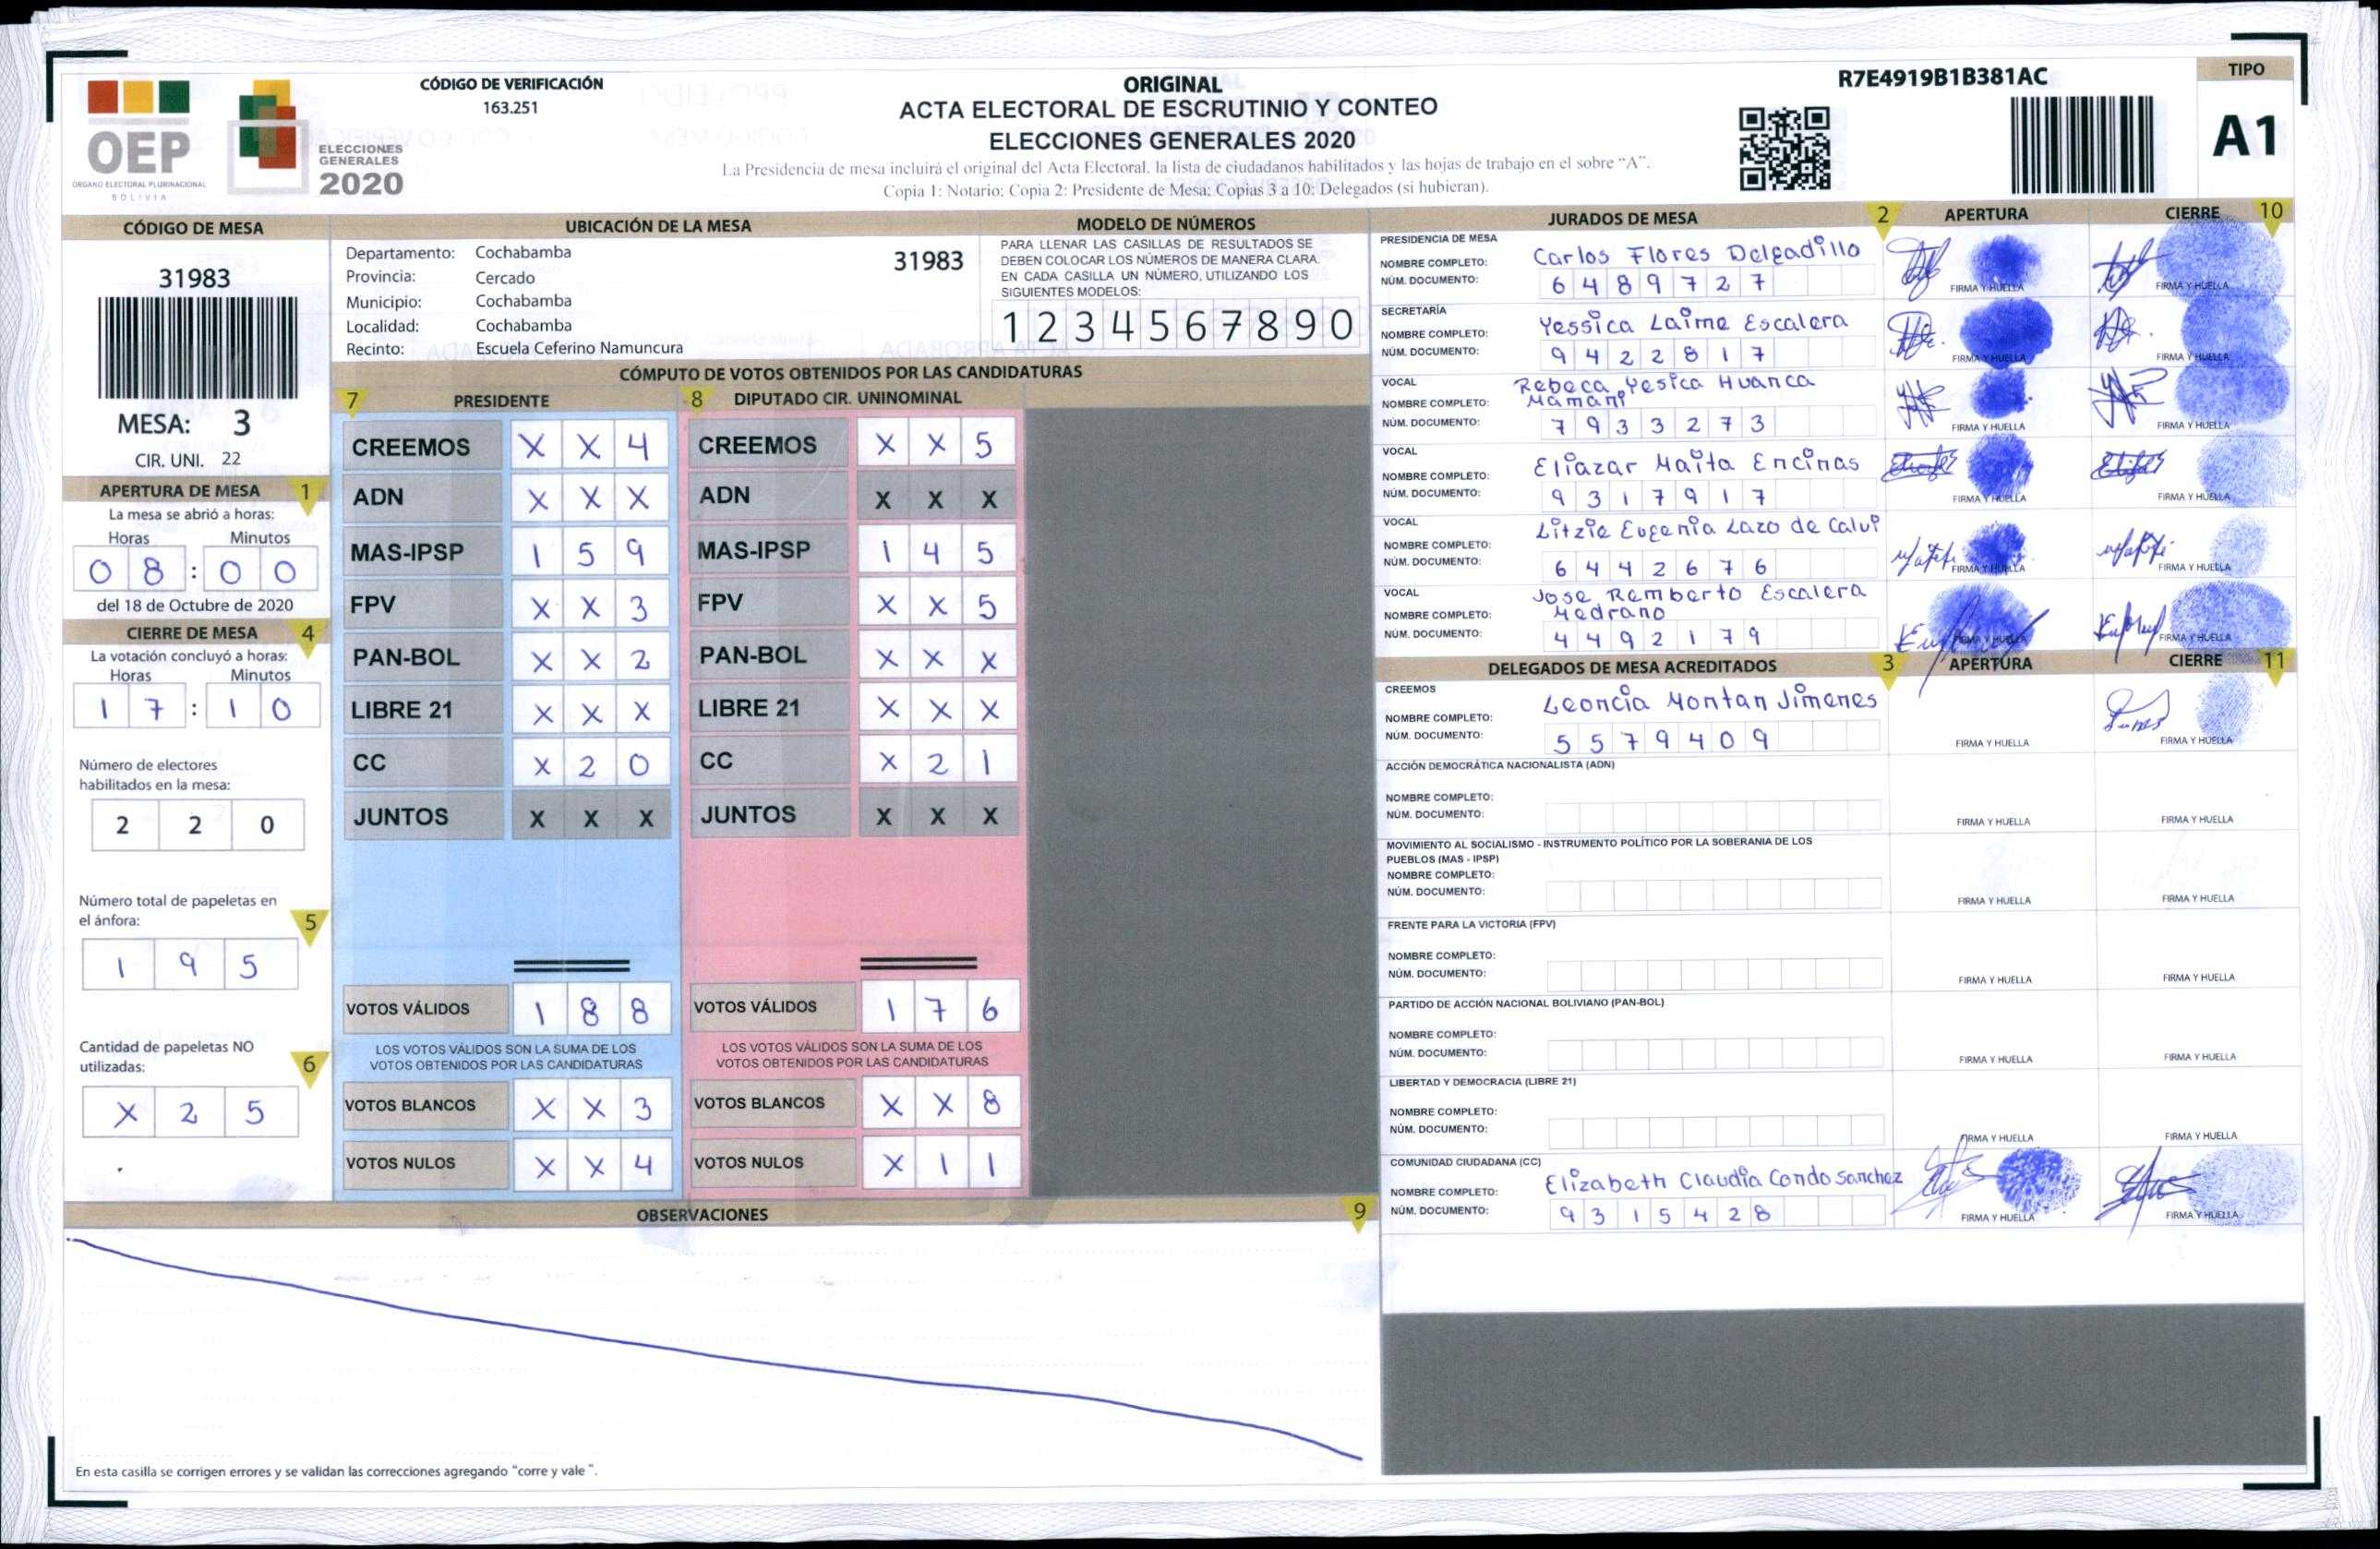 OEP
ÓRGANO ELECTORAL PLURINACIONAL
BOLIVIA
ELECCIONES
GENERALES
2020
CÓDIGO DE VERIFICACIÓN
163.251
ORIGINAL
ACTA ELECTORAL DE ESCRUTINIO Y CONTEO
ELECCIONES GENERALES 2020
La Presidencia de mesa incluirá el original del Acta Electoral, la lista de ciudadanos habilitados y las hojas de trabajo en el sobre “A”.
Copia 1: Notario; Copia 2: Presidente de Mesa; Copias 3 a 10: Delegados (si hubieran).
R7E4919B1B381AC
TIPO
A1
CÓDIGO DE MESA
31983
MESA: 3
CIR. UNI. 22
APERTURA DE MESA 1
La mesa se abrió a horas:
Horas Minutos
0 8 : 0 0
del 18 de Octubre de 2020
CIERRE DE MESA 4
La votación concluyó a horas:
Horas Minutos
1 7 : 1 0
Número de electores
habilitados en la mesa:
2 2 0
Número total de papeletas en
el ánfora: 5
1 9 5
Cantidad de papeletas NO
utilizadas: 6
X 2 5
UBICACIÓN DE LA MESA
Departamento: Cochabamba
31983
Provincia: Cercado
Municipio: Cochabamba
Localidad: Cochabamba
Recinto: Escuela Ceferino Namuncura
MODELO DE NÚMEROS
PARA LLENAR LAS CASILLAS DE RESULTADOS SE
DEBEN COLOCAR LOS NÚMEROS DE MANERA CLARA.
EN CADA CASILLA UN NÚMERO, UTILIZANDO LOS
SIGUIENTES MODELOS:
1 2 3 4 5 6 7 8 9 0
CÓMPUTO DE VOTOS OBTENIDOS POR LAS CANDIDATURAS
7 PRESIDENTE
CREEMOS X X 4
ADN X X X
MAS-IPSP 1 5 9
FPV X X 3
PAN-BOL X X 2
LIBRE 21 X X X
CC X 2 0
JUNTOS X X X
VOTOS VÁLIDOS 1 8 8
LOS VOTOS VÁLIDOS SON LA SUMA DE LOS
VOTOS OBTENIDOS POR LAS CANDIDATURAS
VOTOS BLANCOS X X 3
VOTOS NULOS X X 4
8 DIPUTADO CIR. UNINOMINAL
CREEMOS X X 5
ADN X X X
MAS-IPSP 1 4 5
FPV X X 5
PAN-BOL X X X
LIBRE 21 X X X
CC X 2 1
JUNTOS X X X
VOTOS VÁLIDOS 1 7 6
LOS VOTOS VÁLIDOS SON LA SUMA DE LOS
VOTOS OBTENIDOS POR LAS CANDIDATURAS
VOTOS BLANCOS X X 8
VOTOS NULOS X 1 1
OBSERVACIONES 9
En esta casilla se corrigen errores y se validan las correcciones agregando “corre y vale ”.
JURADOS DE MESA 2 APERTURA CIERRE 10
PRESIDENCIA DE MESA
NOMBRE COMPLETO: Carlos Flores Delgadillo
NÚM. DOCUMENTO: 6 4 8 9 7 2 7
FIRMA Y HUELLA FIRMA Y HUELLA
SECRETARÍA
NOMBRE COMPLETO: Yessica Laime Escalera
NÚM. DOCUMENTO: 9 4 2 2 8 1 7
FIRMA Y HUELLA FIRMA Y HUELLA
VOCAL
NOMBRE COMPLETO: Rebeca Yesica Huanca
Mamani
NÚM. DOCUMENTO: 7 9 3 3 2 7 3
FIRMA Y HUELLA FIRMA Y HUELLA
VOCAL
NOMBRE COMPLETO: Eliazar Maita Encinas
NÚM. DOCUMENTO: 9 3 1 7 9 1 7
FIRMA Y HUELLA FIRMA Y HUELLA
VOCAL
NOMBRE COMPLETO: Litzie Eugenia Lazo de Calvi
NÚM. DOCUMENTO: 6 4 4 2 6 7 6
FIRMA Y HUELLA FIRMA Y HUELLA
VOCAL
NOMBRE COMPLETO: Jose Remberto Escalera
Medrano
NÚM. DOCUMENTO: 4 4 9 2 1 7 9
FIRMA Y HUELLA FIRMA Y HUELLA
DELEGADOS DE MESA ACREDITADOS 3 APERTURA CIERRE 11
CREEMOS
NOMBRE COMPLETO: Leoncia Montan Jimenes
NÚM. DOCUMENTO: 5 5 7 9 4 0 9
FIRMA Y HUELLA FIRMA Y HUELLA
ACCIÓN DEMOCRÁTICA NACIONALISTA (ADN)
NOMBRE COMPLETO:
NÚM. DOCUMENTO:
FIRMA Y HUELLA FIRMA Y HUELLA
MOVIMIENTO AL SOCIALISMO - INSTRUMENTO POLÍTICO POR LA SOBERANIA DE LOS
PUEBLOS (MAS - IPSP)
NOMBRE COMPLETO:
NÚM. DOCUMENTO:
FIRMA Y HUELLA FIRMA Y HUELLA
FRENTE PARA LA VICTORIA (FPV)
NOMBRE COMPLETO:
NÚM. DOCUMENTO:
FIRMA Y HUELLA FIRMA Y HUELLA
PARTIDO DE ACCIÓN NACIONAL BOLIVIANO (PAN-BOL)
NOMBRE COMPLETO:
NÚM. DOCUMENTO:
FIRMA Y HUELLA FIRMA Y HUELLA
LIBERTAD Y DEMOCRACIA (LIBRE 21)
NOMBRE COMPLETO:
NÚM. DOCUMENTO:
FIRMA Y HUELLA FIRMA Y HUELLA
COMUNIDAD CIUDADANA (CC)
NOMBRE COMPLETO: Elizabeth Claudia Condo Sanchez
NÚM. DOCUMENTO: 9 3 1 5 4 2 8
FIRMA Y HUELLA FIRMA Y HUELLA